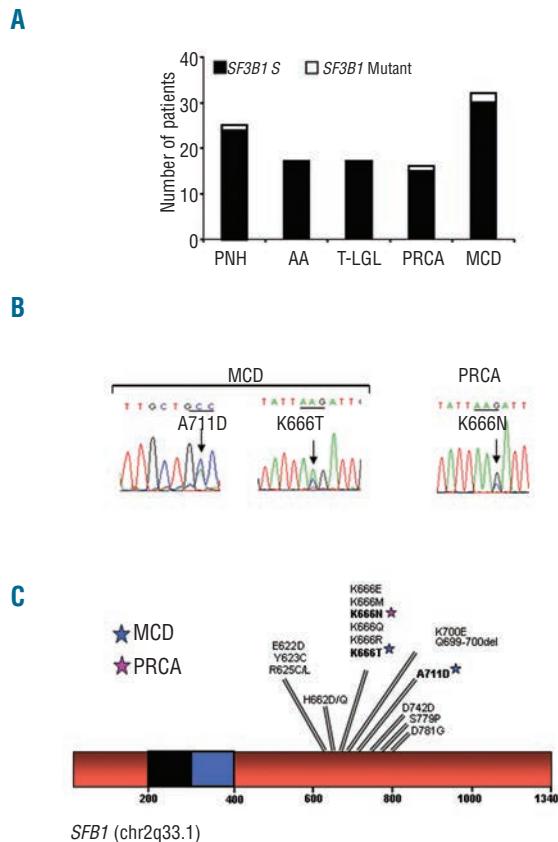 A
SF3B1 S SF3B1 Mutant
Number of patients
40
30
20
10
0
PNH AA T-LGL PRCA MCD
B
MCD PRCA
T T G C T G C C T A T T A A G A T T T A T T A A G A T T
A711D K666T K666N
C
MCD
PRCA
E622D
Y623C
R625C/L
H662D/Q
K666E
K666M
K666N
K666Q
K666R
K666T
K700E
Q699-700del
A711D
D742D
S779P
D781G
200 400 600 800 1000 1340
SFB1 (chr2q33.1)